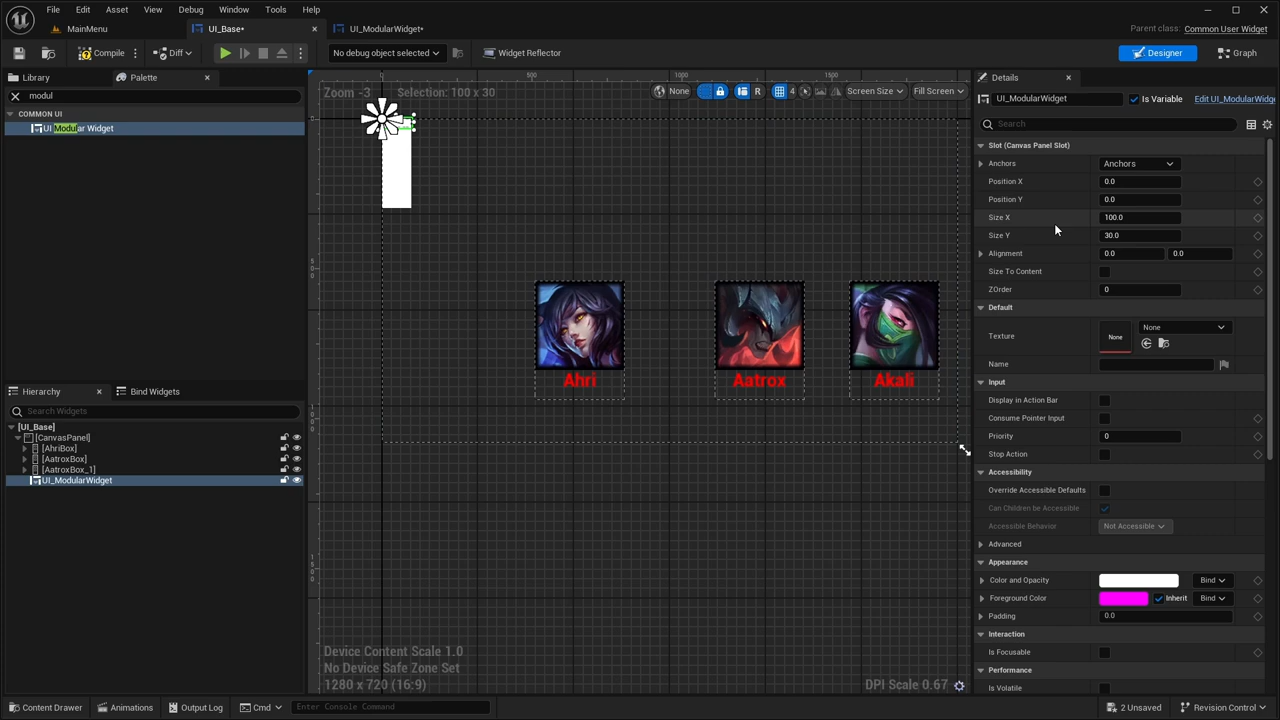 File Edit Asset View Debug Window Tools Help
MainMenu UI_Base* UI_ModularWidget* Parent class: Common User Widget
Compile Diff No debug object selected Widget Reflector Designer Graph
Library Palette
modul
COMMON UI
UI Modular Widget
Hierarchy Bind Widgets
Search Widgets
[UI_Base]
[CanvasPanel]
[AhriBox]
[AatroxBox]
[AatroxBox_1]
UI_ModularWidget
0 500 1000 1500
Zoom -3 Selection: 100 x 30 None R 4 Screen Size Fill Screen
0
500
1000
1500
Ahri Aatrox Akali
Device Content Scale 1.0
No Device Safe Zone Set
1280 x 720 (16:9) DPI Scale 0.67
Details
UI_ModularWidget Is Variable Edit UI_ModularWidg
Search
Slot (Canvas Panel Slot)
Anchors Anchors
Position X 0.0
Position Y 0.0
Size X 100.0
Size Y 30.0
Alignment 0.0 0.0
Size To Content
ZOrder 0
Default
Texture None None
Name
Input
Display in Action Bar
Consume Pointer Input
Priority 0
Stop Action
Accessibility
Override Accessible Defaults
Can Children be Accessible
Accessible Behavior Not Accessible
Advanced
Appearance
Color and Opacity Bind
Foreground Color Inherit Bind
Padding 0.0
Interaction
Is Focusable
Performance
Is Volatile
Content Drawer Animations Output Log Cmd Enter Console Command 2 Unsaved Revision Control